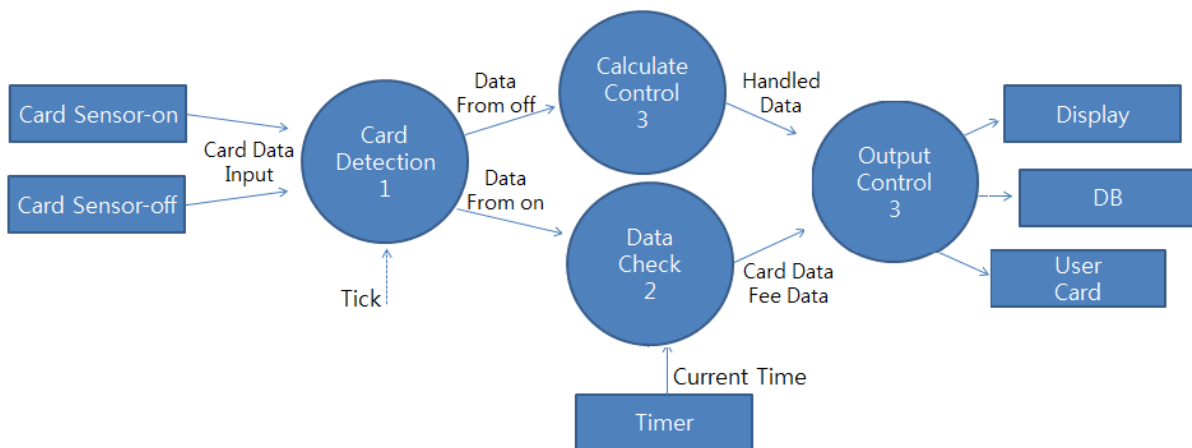 Card Sensor-on
Card Sensor-off
Card Data
Input
Card
Detection
1
Tick
Data
From off
Data
From on
Calculate
Control
3
Data
Check
2
Current Time
Timer
Handled
Data
Card Data
Fee Data
Output
Control
3
Display
DB
User
Card